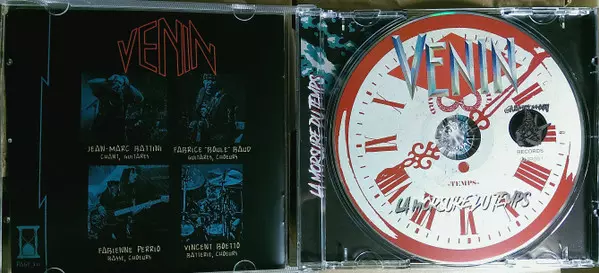 VENIN
JEAN-MARC BATTINI
CHANT, GUITARES
FABRICE "BOULE" BAUD
GUITARES, CHOEURS
FABIENNE PERRIO
BASSE, CHOEURS
VINCENT BOETTO
BATTERIE, CHOEURS
LA MORSURE DU TEMPS
VENIN
RECORDS
-TEMPS-
LA MORSURE DU TEMPS